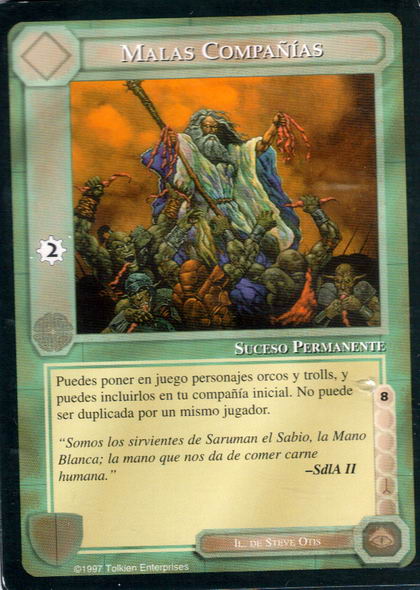 MALAS COMPAÑÍAS
2
SUCESO PERMANENTE
Puedes poner en juego personajes orcos y trolls, y
puedes incluirlos en tu compañía inicial. No puede
ser duplicada por un mismo jugador.
8
“Somos los sirvientes de Saruman el Sabio, la Mano
Blanca; la mano que nos da de comer carne
humana.” –SdlA II
IL. DE STEVE OTIS
©1997 Tolkien Enterprises